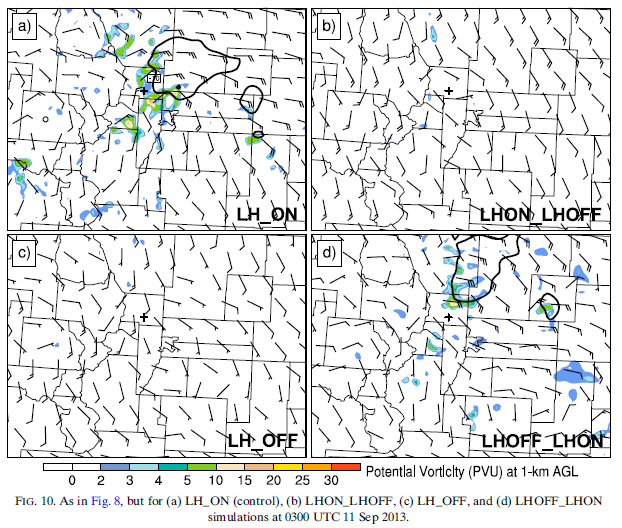 a)
LH_ON
b)
LHON_LHOFF
c)
LH_OFF
d)
LHOFF_LHON
0 2 3 4 5 10 15 20 25 30
Potential Vorticity (PVU) at 1-km AGL
FIG. 10. As in Fig. 8, but for (a) LH_ON (control), (b) LHON_LHOFF, (c) LH_OFF, and (d) LHOFF_LHON
simulations at 0300 UTC 11 Sep 2013.